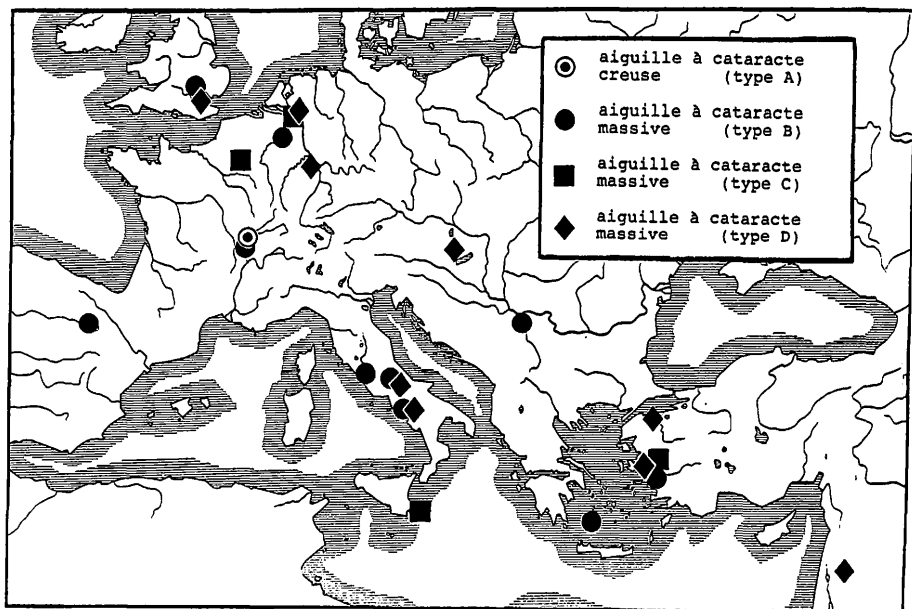 aiguille à cataracte
creuse (type A)
aiguille à cataracte
massive (type B)
aiguille à cataracte
massive (type C)
aiguille à cataracte
massive (type D)